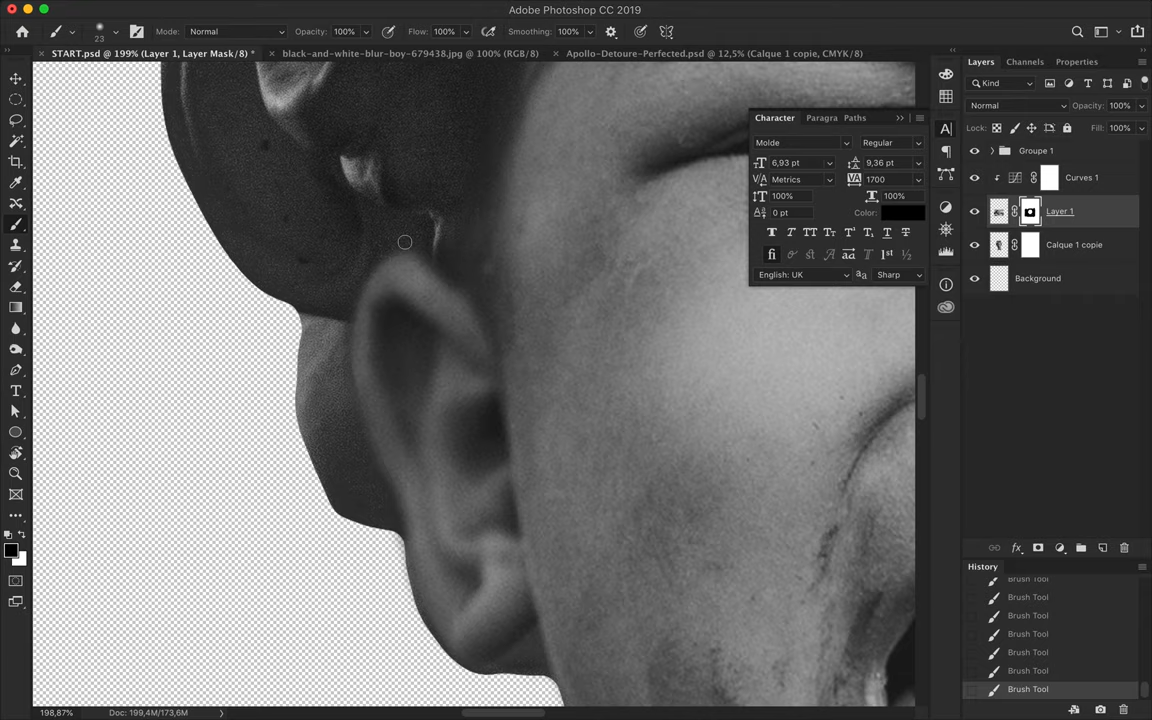 Adobe Photoshop CC 2019
23
Mode: Normal
Opacity: 100%
Flow: 100%
Smoothing: 100%
START.psd @ 199% (Layer 1, Layer Mask/8) *
black-and-white-blur-boy-679438.jpg @ 100% (RGB/8)
Apollo-Detoure-Perfected.psd @ 12,5% (Calque 1 copie, CMYK/8)
Layers
Channels
Properties
Kind
Normal
Opacity: 100%
Lock:
Fill: 100%
Groupe 1
Curves 1
Layer 1
Calque 1 copie
Background
Character
Paragra
Paths
Molde
Regular
6,93 pt
9,36 pt
Metrics
1700
100%
100%
0 pt
Color:
English: UK
Sharp
History
Brush Tool
Brush Tool
Brush Tool
Brush Tool
Brush Tool
Brush Tool
Brush Tool
198,87%
Doc: 199,4M/173,6M